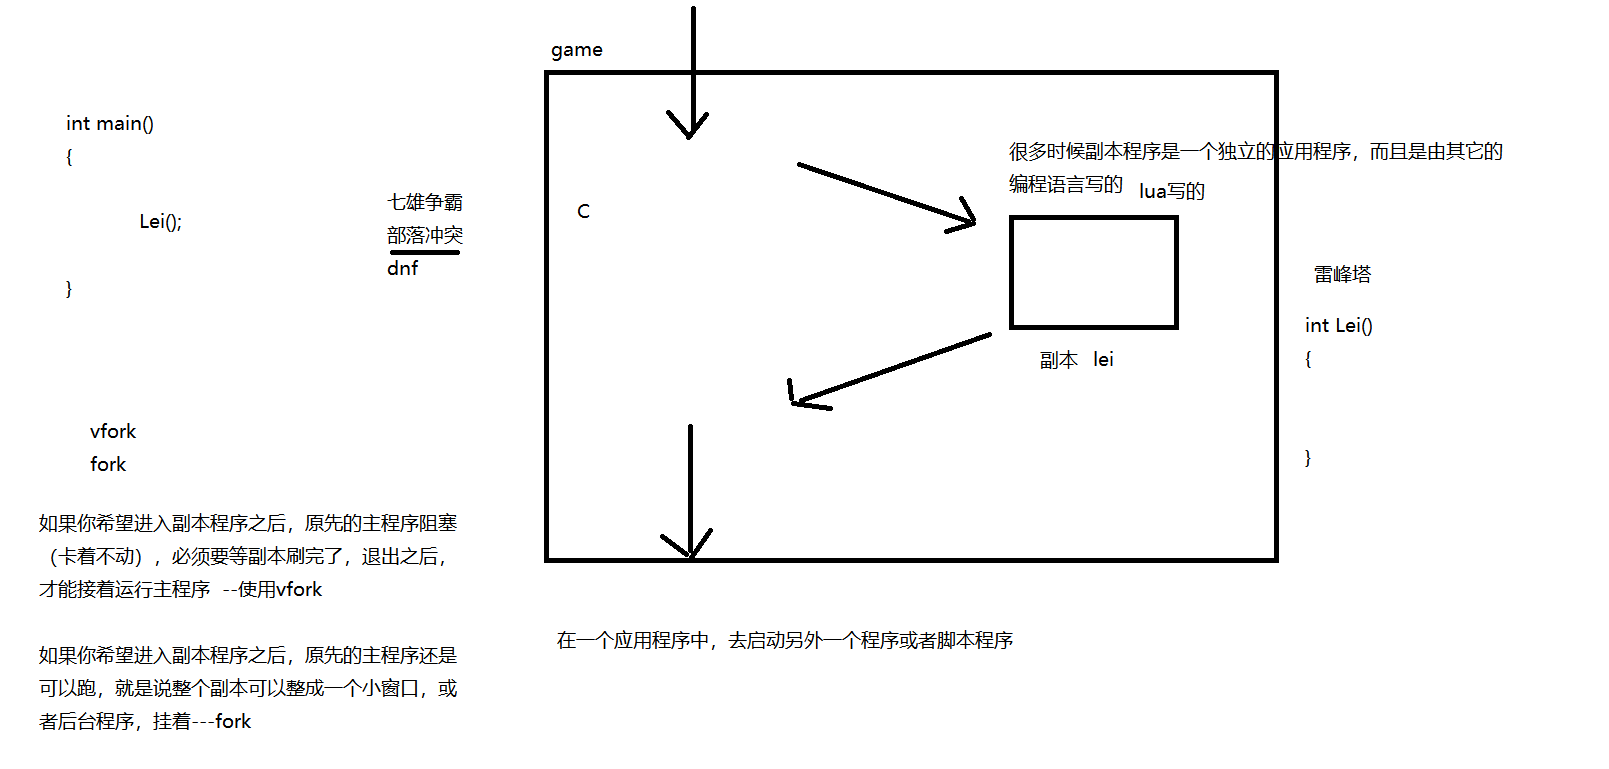 game
int main()
{
Lei();
}
七雄争霸
部落冲突
dnf
C
很多时候副本程序是一个独立的应用程序，而且是由其它的
编程语言写的
lua写的
副本 lei
雷峰塔
int Lei()
{
}
vfork
fork
如果你希望进入副本程序之后，原先的主程序阻塞
（卡着不动），必须要等副本刷完了，退出之后，
才能接着运行主程序 --使用vfork
如果你希望进入副本程序之后，原先的主程序还是
可以跑，就是说整个副本可以整成一个小窗口，或
者后台程序，挂着---fork
在一个应用程序中，去启动另外一个程序或者脚本程序